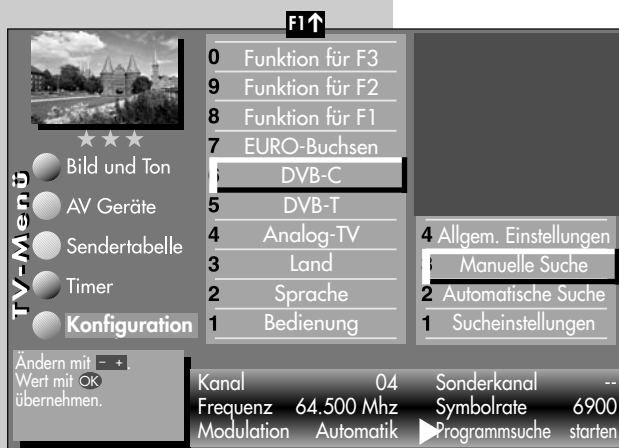 F1↑
0 Funktion für F3
9 Funktion für F2
8 Funktion für F1
7 EURO-Buchsen
6 DVB-C
5 DVB-T
4 Analog-TV
3 Land
2 Sprache
1 Bedienung
TV-Menü
Bild und Ton
AV Geräte
Sendertabelle
Timer
Konfiguration
4 Allgem. Einstellungen
3 Manuelle Suche
2 Automatische Suche
1 Sucheinstellungen
Ändern mit - +.
Wert mit OK
übernehmen.
Kanal 04
Frequenz 64.500 Mhz
Modulation Automatik
Sonderkanal --
Symbolrate 6900
Programmsuche starten